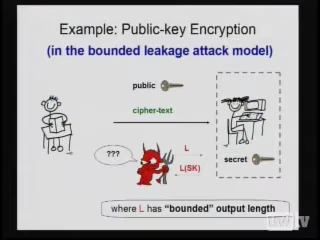 Example: Public-key Encryption
(in the bounded leakage attack model)
public
cipher-text
???
L
L(SK)
secret
where L has "bounded" output length